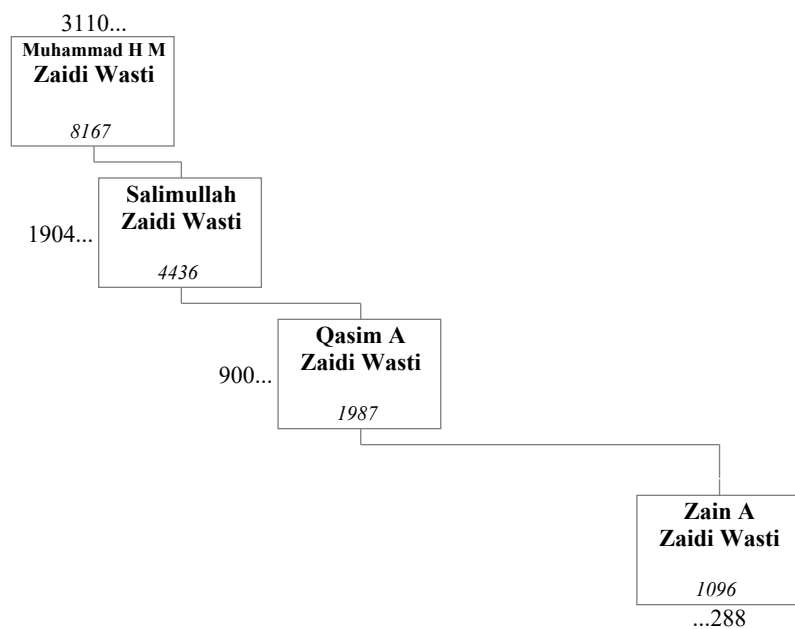 3110...
Muhammad H M
Zaidi Wasti
8167
Salimullah
Zaidi Wasti
1904...
4436
Qasim A
Zaidi Wasti
900...
1987
Zain A
Zaidi Wasti
1096
...288